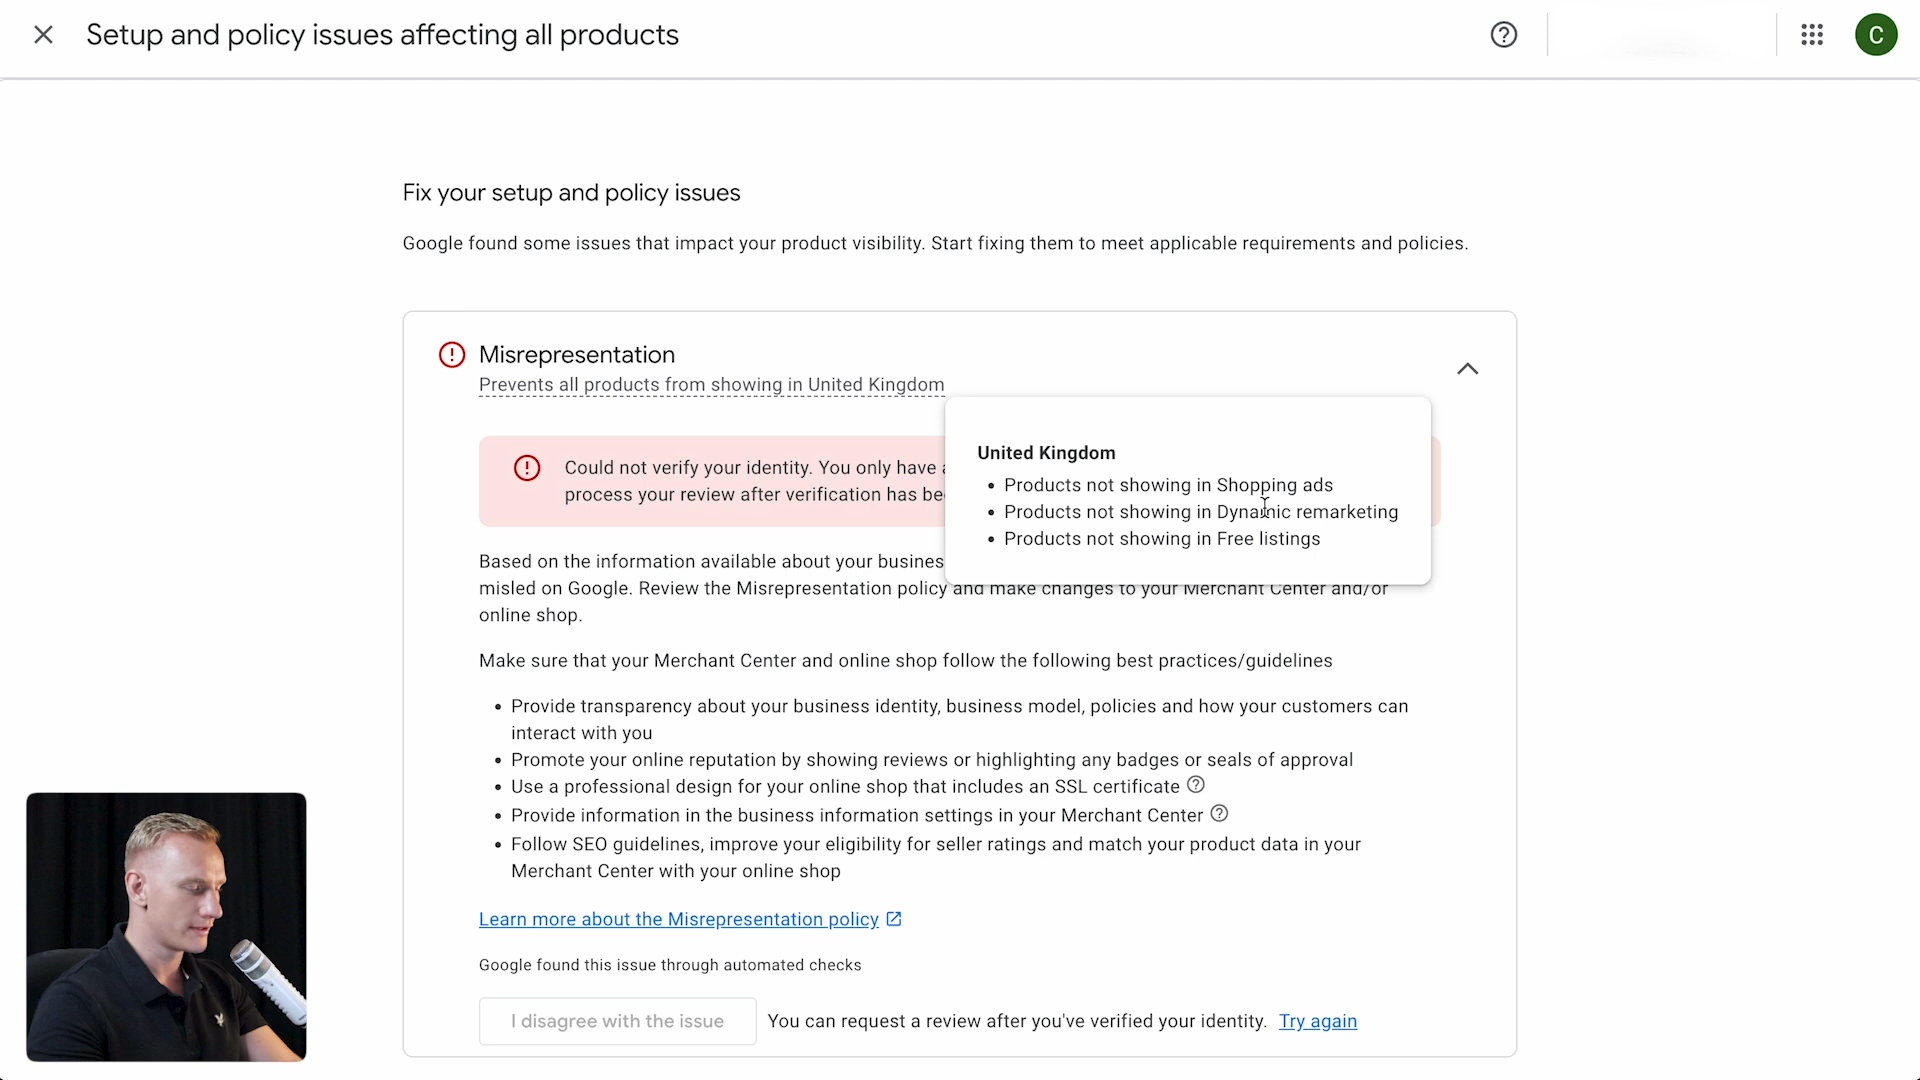 Setup and policy issues affecting all products
C
Fix your setup and policy issues
Google found some issues that impact your product visibility. Start fixing them to meet applicable requirements and policies.
Misrepresentation
Prevents all products from showing in United Kingdom
Could not verify your identity. You only have
process your review after verification has
United Kingdom
• Products not showing in Shopping ads
• Products not showing in Dynamic remarketing
• Products not showing in Free listings
Based on the information available about your
misled on Google. Review the Misrepresentation policy and make changes to your Merchant Center and/or
online shop.
Make sure that your Merchant Center and online shop follow the following best practices/guidelines
• Provide transparency about your business identity, business model, policies and how your customers can
interact with you
• Promote your online reputation by showing reviews or highlighting any badges or seals of approval
• Use a professional design for your online shop that includes an SSL certificate
• Provide information in the business information settings in your Merchant Center
• Follow SEO guidelines, improve your eligibility for seller ratings and match your product data in your
Merchant Center with your online shop
Learn more about the Misrepresentation policy
Google found this issue through automated checks
I disagree with the issue
You can request a review after you've verified your identity. Try again